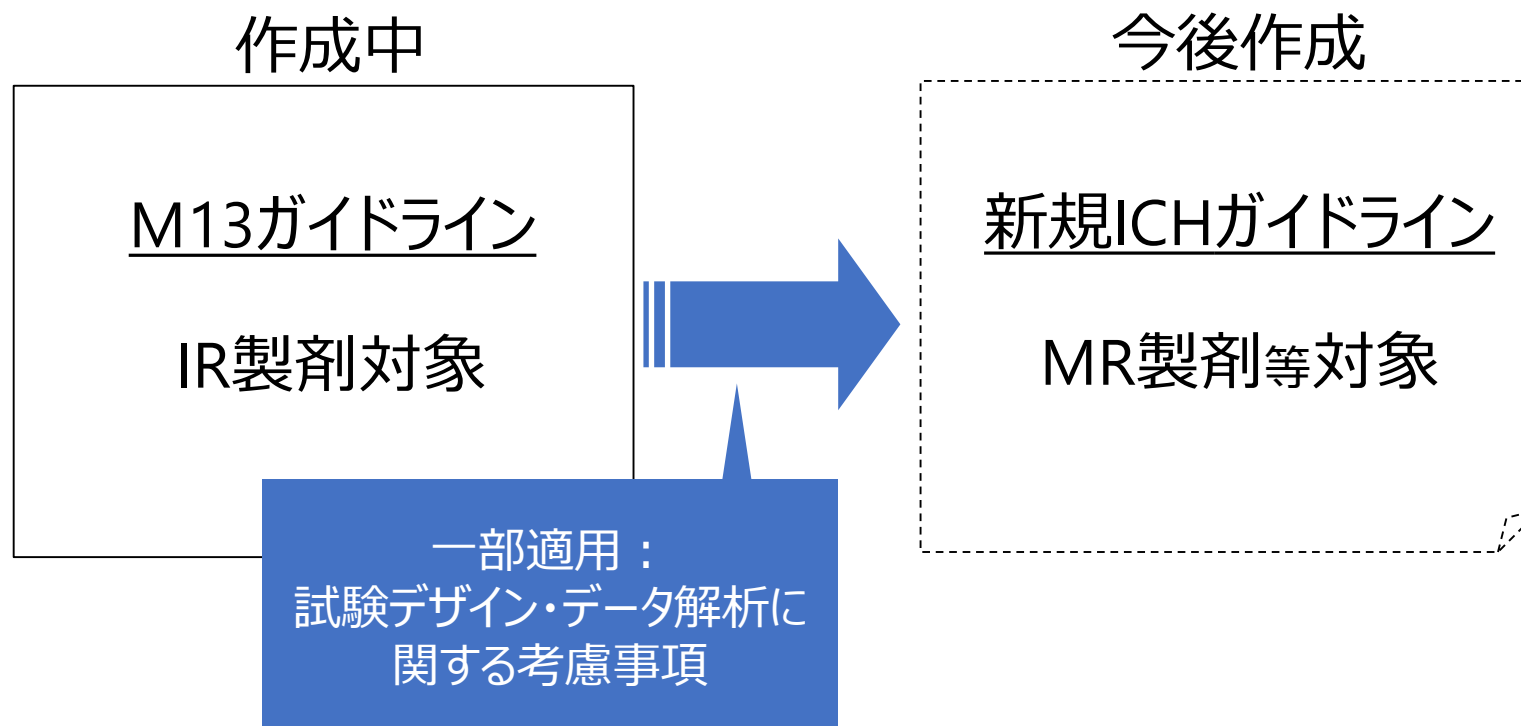 作成中
M13ガイドライン
IR製剤対象
一部適用：
試験デザイン・データ解析に
関する考慮事項
今後作成
新規ICHガイドライン
MR製剤等対象